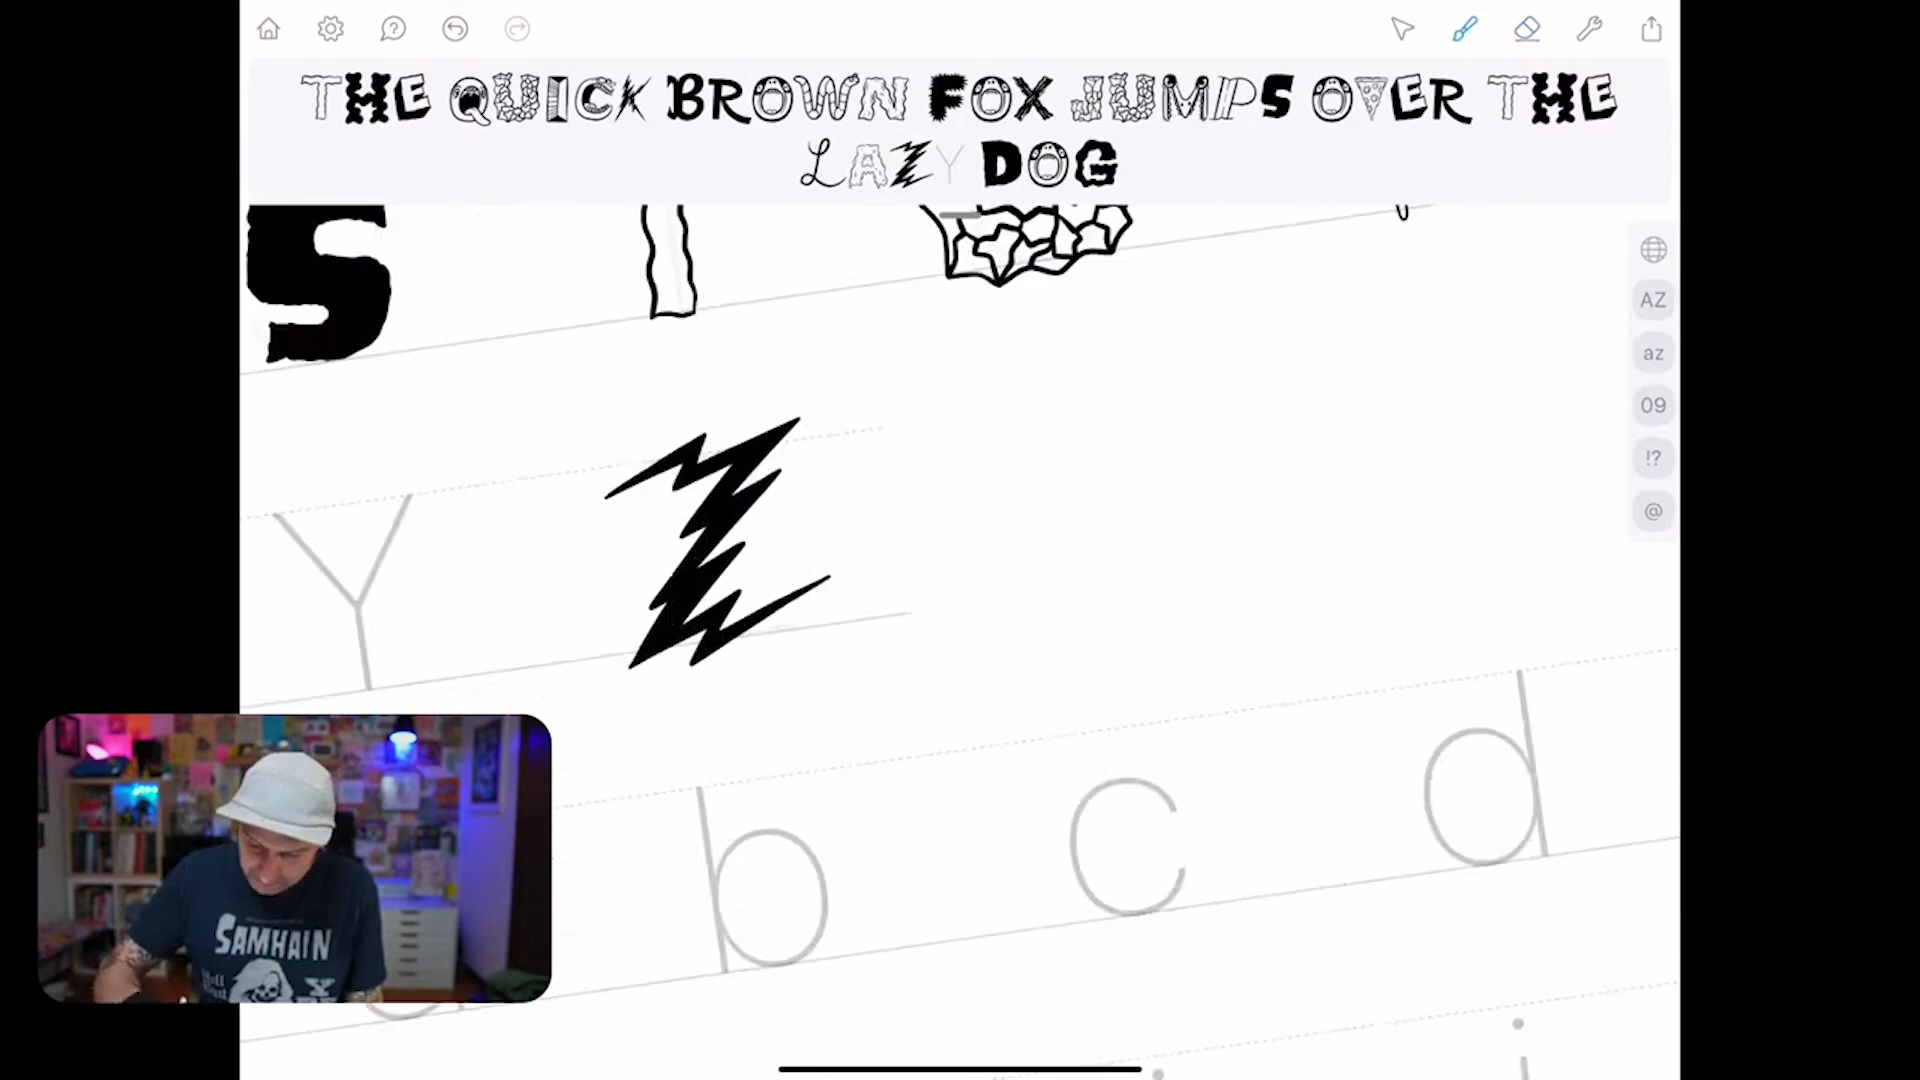 THE QUICK BROWN FOX JUMPS OVER THE
LAZY DOG
S T
AZ
az
09
!?
@
Y Z
b c d
SAMHAIN